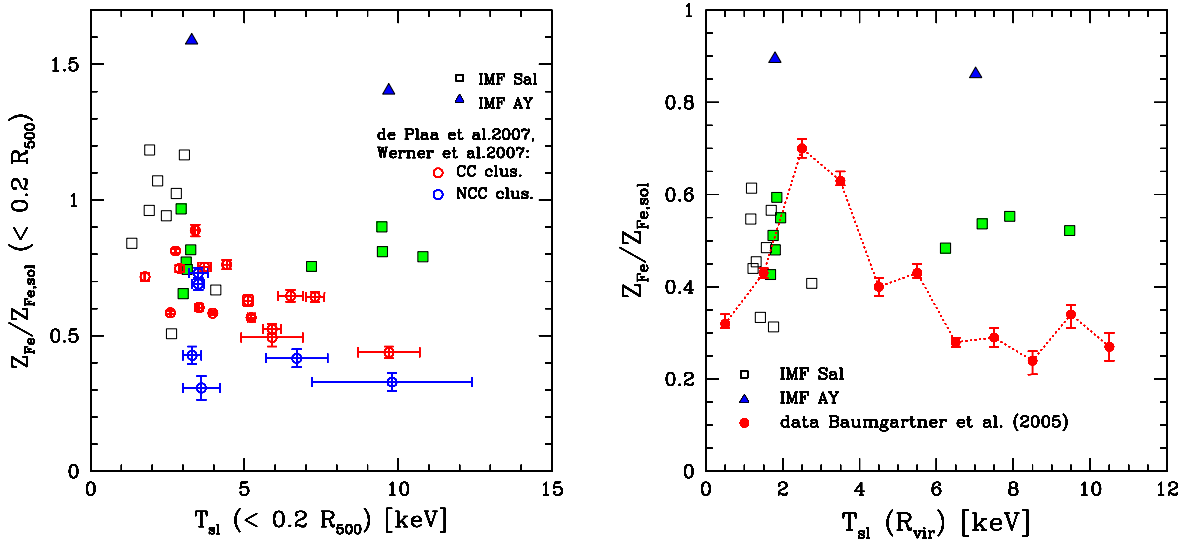 Z_Fe/Z_Fe,sol (< 0.2 R_500)
1.5
1
0.5
0
IMF Sal
IMF AY
de Plaa et al.2007,
Werner et al.2007:
CC clus.
NCC clus.
0 5 10 15
T_sl (< 0.2 R_500) [keV]
Z_Fe/Z_Fe,sol
1
0.8
0.6
0.4
0.2
0
IMF Sal
IMF AY
data Baumgartner et al. (2005)
0 2 4 6 8 10 12
T_sl (R_vir) [keV]